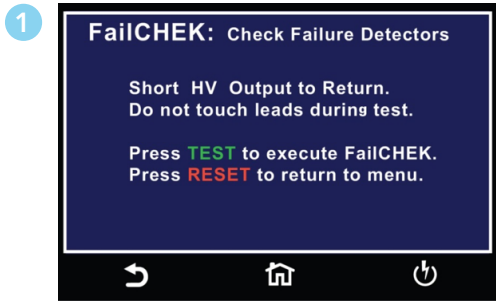 1
FailCHEK: Check Failure Detectors
Short HV Output to Return.
Do not touch leads during test.
Press TEST to execute FailCHEK.
Press RESET to return to menu.